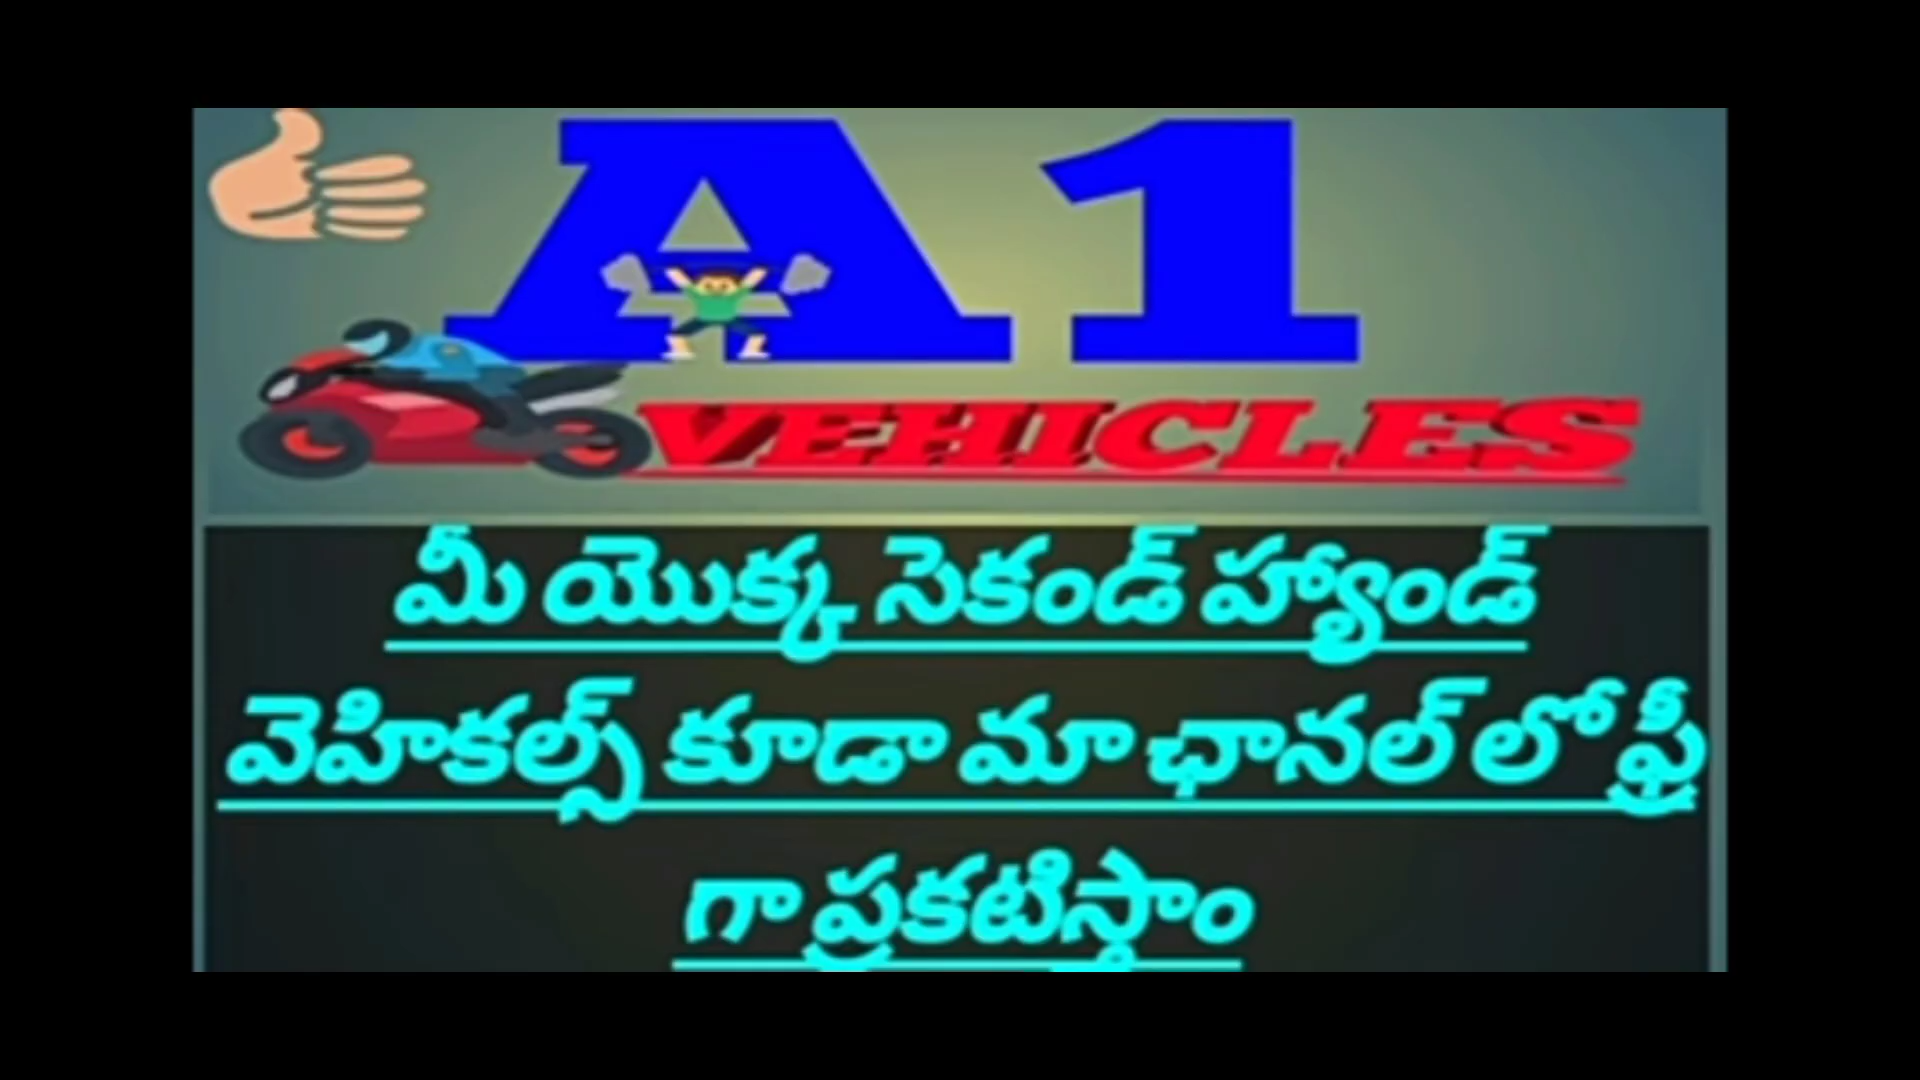 A1
VEHICLES
మీ యొక్క సెకండ్ హ్యాండ్
వెహికల్స్ కూడా మా ఛానల్ లో ఫ్రీ
గా ప్రకటిస్తాం